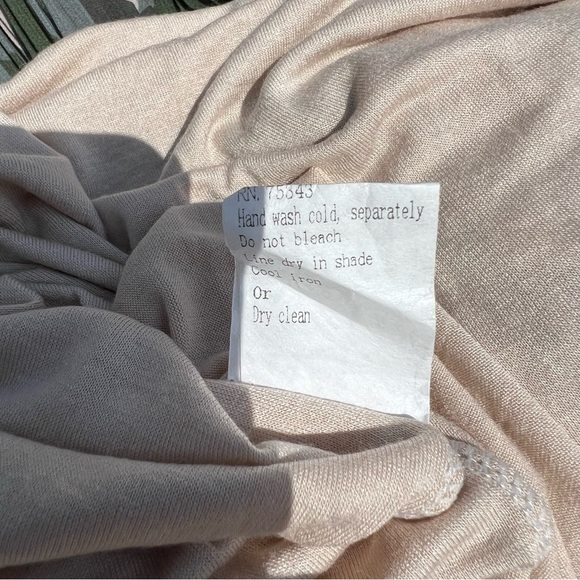 RN. 75343
Hand wash cold, separately
Do not bleach
Line dry in shade
Cool iron
Or
Dry clean